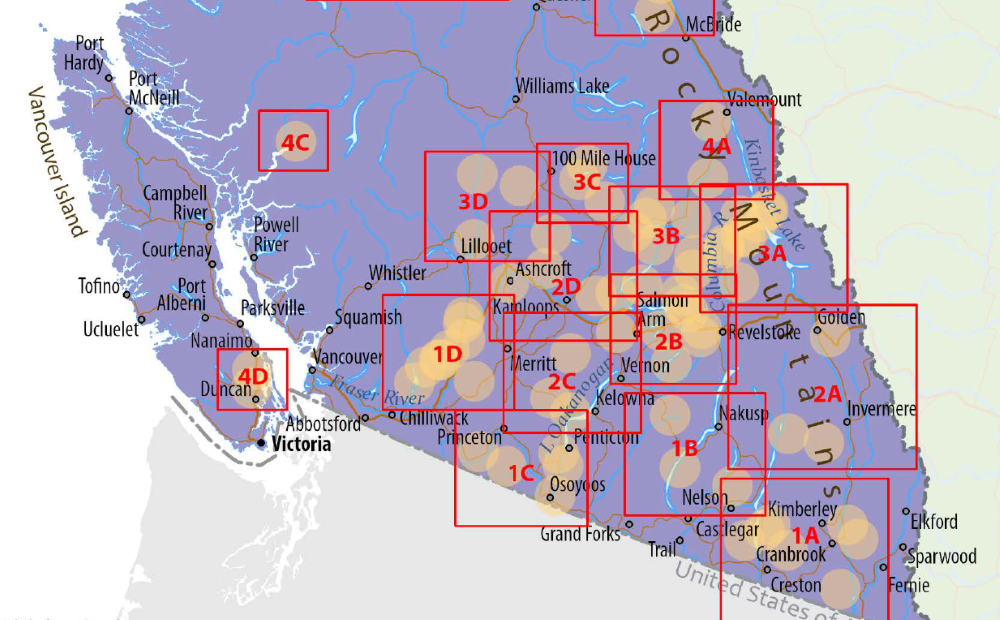 McBride
Rocky
Port
Hardy
Port
McNeill
Williams Lake
Valemount
Vancouver Island
4C
4A
Kinbasket Lake
100 Mile House
3C
3D
Campbell
River
Powell
River
Courtenay
Lillooet
3B
Columbia R
Mountains
3A
Whistler
Ashcroft
2D
Tofino
Port
Alberni
Parksville
Kamloops
Salmon
Arm
Golden
Ucluelet
Squamish
Revelstoke
Nanaimo
Vancouver
1D
Merritt
2B
4D
Duncan
2C
Vernon
Fraser River
L Oakanogan
Kelowna
2A
Nakusp
Invermere
Abbotsford
Chilliwack
Victoria
Princeton
Penticton
1B
1C
Osoyoos
Nelson
Kimberley
Elkford
Grand Forks
Castlegar
1A
Trail
Cranbrook
Sparwood
Creston
Fernie
United States of